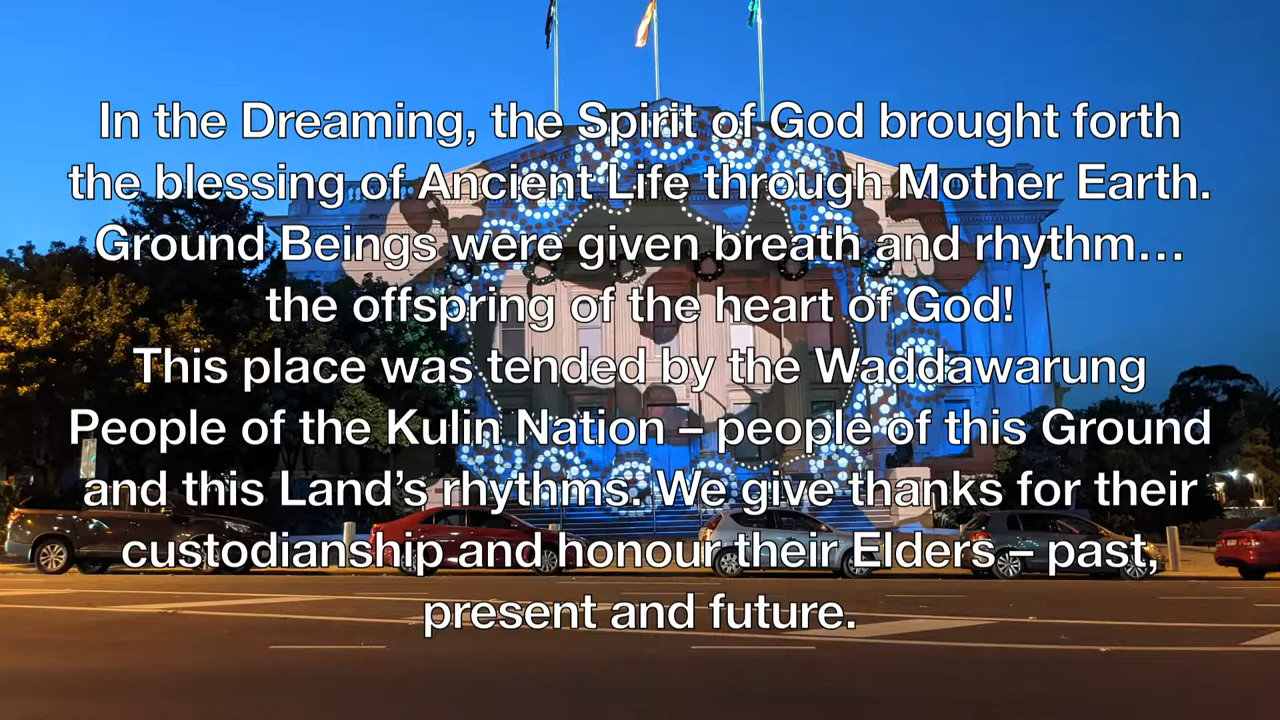 In the Dreaming, the Spirit of God brought forth
the blessing of Ancient Life through Mother Earth.
Ground Beings were given breath and rhythm…
the offspring of the heart of God!
This place was tended by the Waddawarung
People of the Kulin Nation – people of this Ground
and this Land’s rhythms. We give thanks for their
custodianship and honour their Elders – past,
present and future.